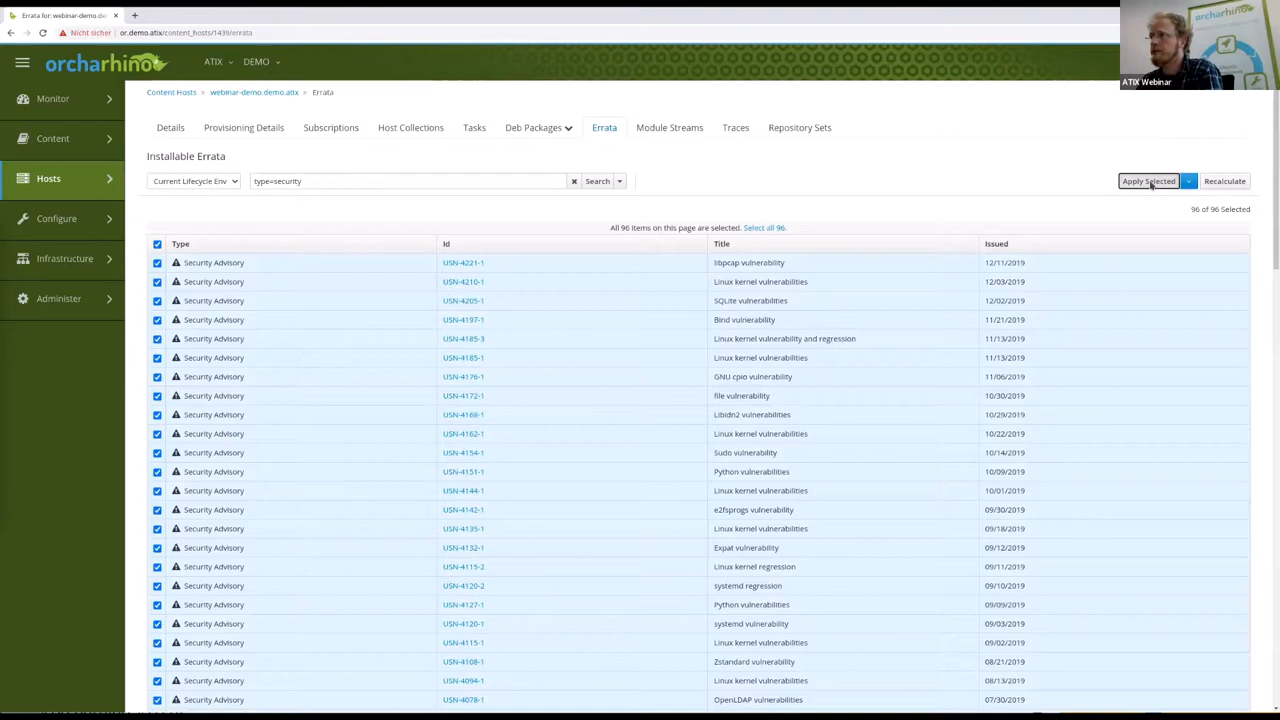 Errata for: webinar-demo.de
Nicht sicher
or.demo.atix/content_hosts/1439/errata
orcharhino
ATIX
DEMO
orcharhino
ATIX Webinar
Monitor
Content
Hosts
Configure
Infrastructure
Administer
Content Hosts » webinar-demo.demo.atix » Errata
Details Provisioning Details Subscriptions Host Collections Tasks Deb Packages Errata Module Streams Traces Repository Sets
Installable Errata
Current Lifecycle Env type=security Search Apply Selected Recalculate
96 of 96 Selected
All 96 items on this page are selected. Select all 96.
Type Id Title Issued
Security Advisory USN-4221-1 libpcap vulnerability 12/11/2019
Security Advisory USN-4210-1 Linux kernel vulnerabilities 12/03/2019
Security Advisory USN-4205-1 SQLite vulnerabilities 12/02/2019
Security Advisory USN-4197-1 Bind vulnerability 11/21/2019
Security Advisory USN-4185-3 Linux kernel vulnerability and regression 11/13/2019
Security Advisory USN-4185-1 Linux kernel vulnerabilities 11/13/2019
Security Advisory USN-4176-1 GNU cpio vulnerability 11/06/2019
Security Advisory USN-4172-1 file vulnerability 10/30/2019
Security Advisory USN-4168-1 Libidn2 vulnerabilities 10/29/2019
Security Advisory USN-4162-1 Linux kernel vulnerabilities 10/22/2019
Security Advisory USN-4154-1 Sudo vulnerability 10/14/2019
Security Advisory USN-4151-1 Python vulnerabilities 10/09/2019
Security Advisory USN-4144-1 Linux kernel vulnerabilities 10/01/2019
Security Advisory USN-4142-1 e2fsprogs vulnerability 09/30/2019
Security Advisory USN-4135-1 Linux kernel vulnerabilities 09/18/2019
Security Advisory USN-4132-1 Expat vulnerability 09/12/2019
Security Advisory USN-4115-2 Linux kernel regression 09/11/2019
Security Advisory USN-4120-2 systemd regression 09/10/2019
Security Advisory USN-4127-1 Python vulnerabilities 09/09/2019
Security Advisory USN-4120-1 systemd vulnerability 09/03/2019
Security Advisory USN-4115-1 Linux kernel vulnerabilities 09/02/2019
Security Advisory USN-4108-1 Zstandard vulnerability 08/21/2019
Security Advisory USN-4094-1 Linux kernel vulnerabilities 08/13/2019
Security Advisory USN-4078-1 OpenLDAP vulnerabilities 07/30/2019